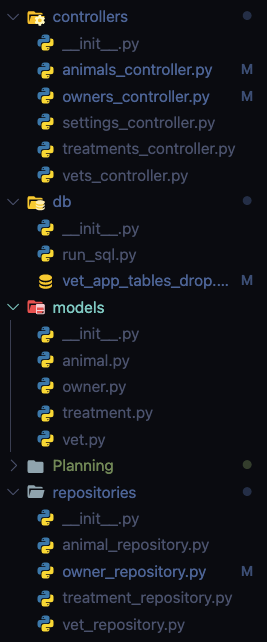 controllers
__init__.py
animals_controller.py M
owners_controller.py M
settings_controller.py
treatments_controller.py
vets_controller.py
db
__init__.py
run_sql.py
vet_app_tables_drop.... M
models
__init__.py
animal.py
owner.py
treatment.py
vet.py
Planning
repositories
__init__.py
animal_repository.py
owner_repository.py M
treatment_repository.py
vet_repository.py